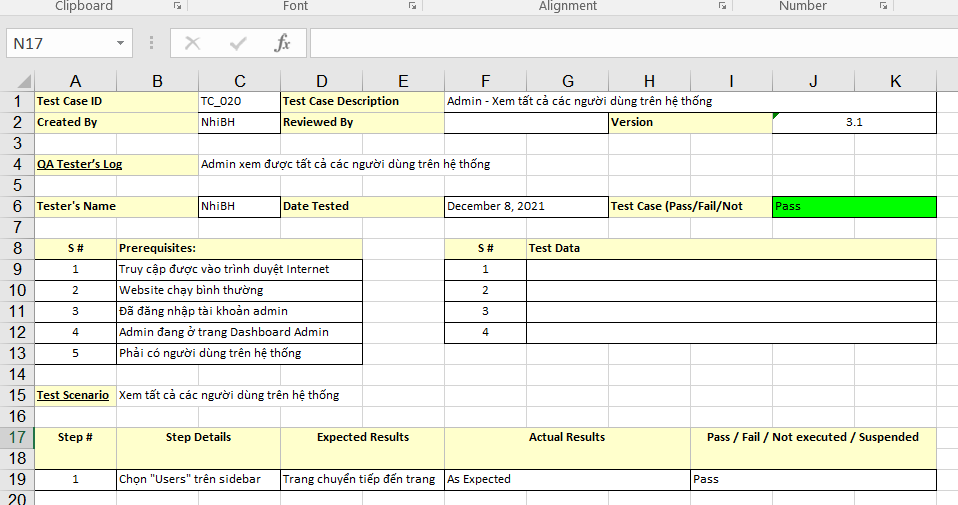 Clipboard Font Alignment Number
N17 fx
A B C D E F G H I J K
1 Test Case ID TC_020 Test Case Description Admin - Xem tất cả các người dùng trên hệ thống
2 Created By NhiBH Reviewed By Version 3.1
3
4 QA Tester’s Log Admin xem được tất cả các người dùng trên hệ thống
5
6 Tester's Name NhiBH Date Tested December 8, 2021 Test Case (Pass/Fail/Not Pass
7
8 S # Prerequisites: S # Test Data
9 1 Truy cập được vào trình duyệt Internet 1
10 2 Website chạy bình thường 2
11 3 Đã đăng nhập tài khoản admin 3
12 4 Admin đang ở trang Dashboard Admin 4
13 5 Phải có người dùng trên hệ thống
14
15 Test Scenario Xem tất cả các người dùng trên hệ thống
16
17 Step # Step Details Expected Results Actual Results Pass / Fail / Not executed / Suspended
18
19 1 Chọn "Users" trên sidebar Trang chuyển tiếp đến trang As Expected Pass
20